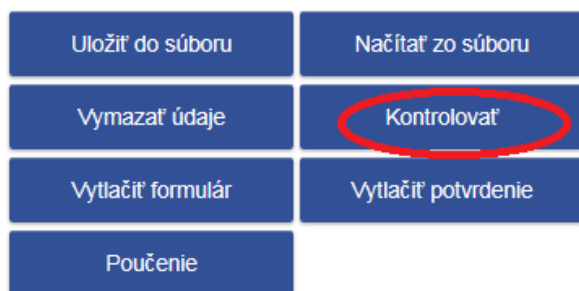 Uložiť do súboru
Načítať zo súboru
Vymazať údaje
Kontrolovať
Vytlačiť formulár
Vytlačiť potvrdenie
Poučenie